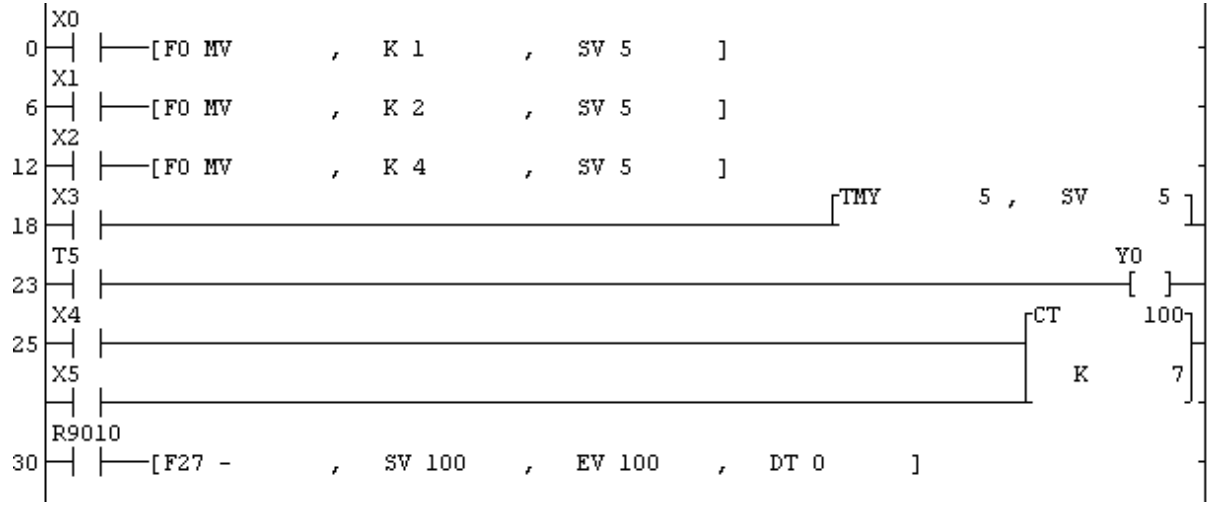 X0
0 [F0 MV , K 1 , SV 5 ]
X1
6 [F0 MV , K 2 , SV 5 ]
X2
12 [F0 MV , K 4 , SV 5 ]
X3 TMY 5 , SV 5
18
T5 Y0
23 [ ]
X4 CT 100
25
X5 K 7
R9010
30 [F27 - , SV 100 , EV 100 , DT 0 ]